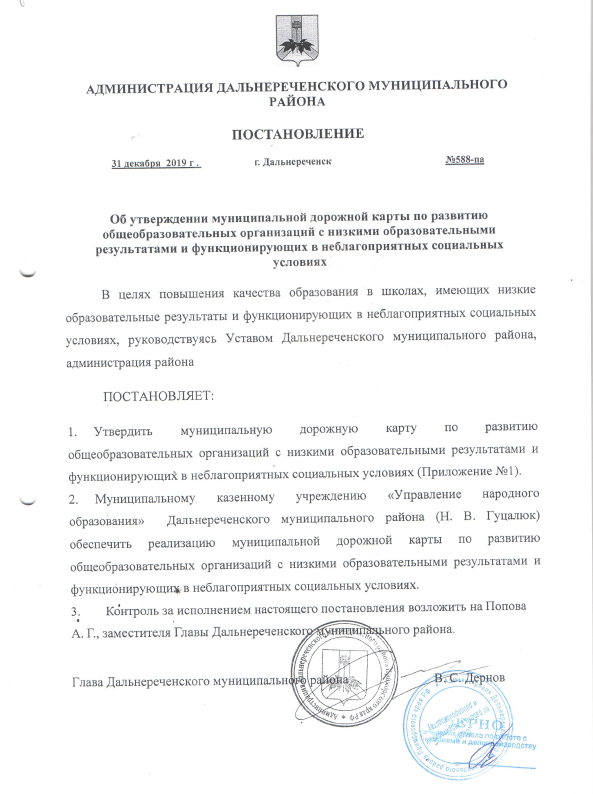 АДМИНИСТРАЦИЯ ДАЛЬНЕРЕЧЕНСКОГО МУНИЦИПАЛЬНОГО
РАЙОНА
ПОСТАНОВЛЕНИЕ
31 декабря 2019 г . г. Дальнереченск №588-па
Об утверждении муниципальной дорожной карты по развитию
общеобразовательных организаций с низкими образовательными
результатами и функционирующих в неблагоприятных социальных
условиях
В целях повышения качества образования в школах, имеющих низкие
образовательные результаты и функционирующих в неблагоприятных социальных
условиях, руководствуясь Уставом Дальнереченского муниципального района,
администрация района
ПОСТАНОВЛЯЕТ:
1. Утвердить муниципальную дорожную карту по развитию
общеобразовательных организаций с низкими образовательными результатами и
функционирующих в неблагоприятных социальных условиях (Приложение №1).
2. Муниципальному казенному учреждению «Управление народного
образования» Дальнереченского муниципального района (Н. В. Гуцалюк)
обеспечить реализацию муниципальной дорожной карты по развитию
общеобразовательных организаций с низкими образовательными результатами и
функционирующих в неблагоприятных социальных условиях.
3. Контроль за исполнением настоящего постановления возложить на Попова
А. Г., заместителя Главы Дальнереченского муниципального района.
Глава Дальнереченского муниципального района В. С. Дернов
ВЕРНО